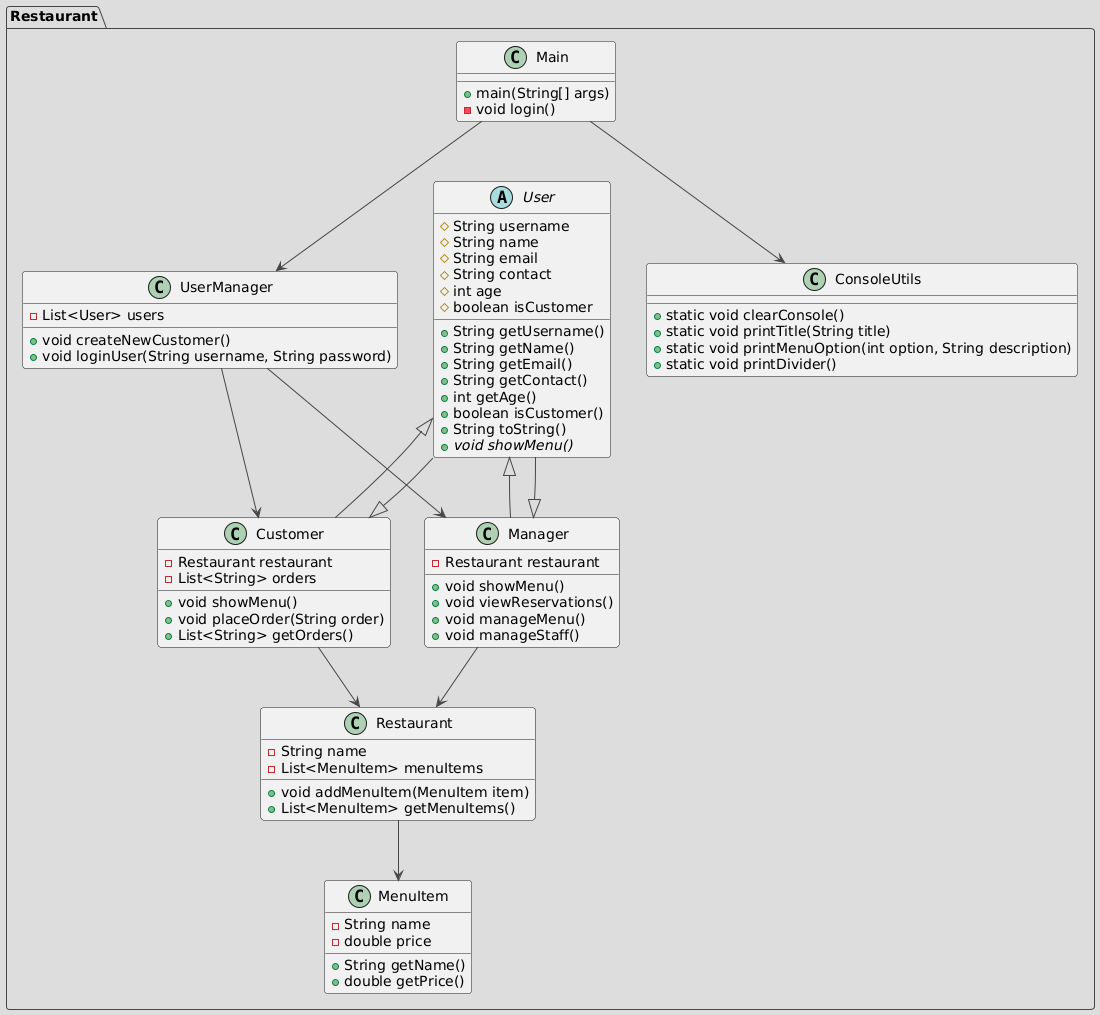 Restaurant
C Main
main(String[] args)
void login()
A User
String username
String name
String email
String contact
int age
boolean isCustomer
String getUsername()
String getName()
String getEmail()
String getContact()
int getAge()
boolean isCustomer()
String toString()
void showMenu()
C UserManager
List<User> users
void createNewCustomer()
void loginUser(String username, String password)
C ConsoleUtils
static void clearConsole()
static void printTitle(String title)
static void printMenuOption(int option, String description)
static void printDivider()
C Customer
Restaurant restaurant
List<String> orders
void showMenu()
void placeOrder(String order)
List<String> getOrders()
C Manager
Restaurant restaurant
void showMenu()
void viewReservations()
void manageMenu()
void manageStaff()
C Restaurant
String name
List<MenuItem> menuItems
void addMenuItem(MenuItem item)
List<MenuItem> getMenuItems()
C MenuItem
String name
double price
String getName()
double getPrice()